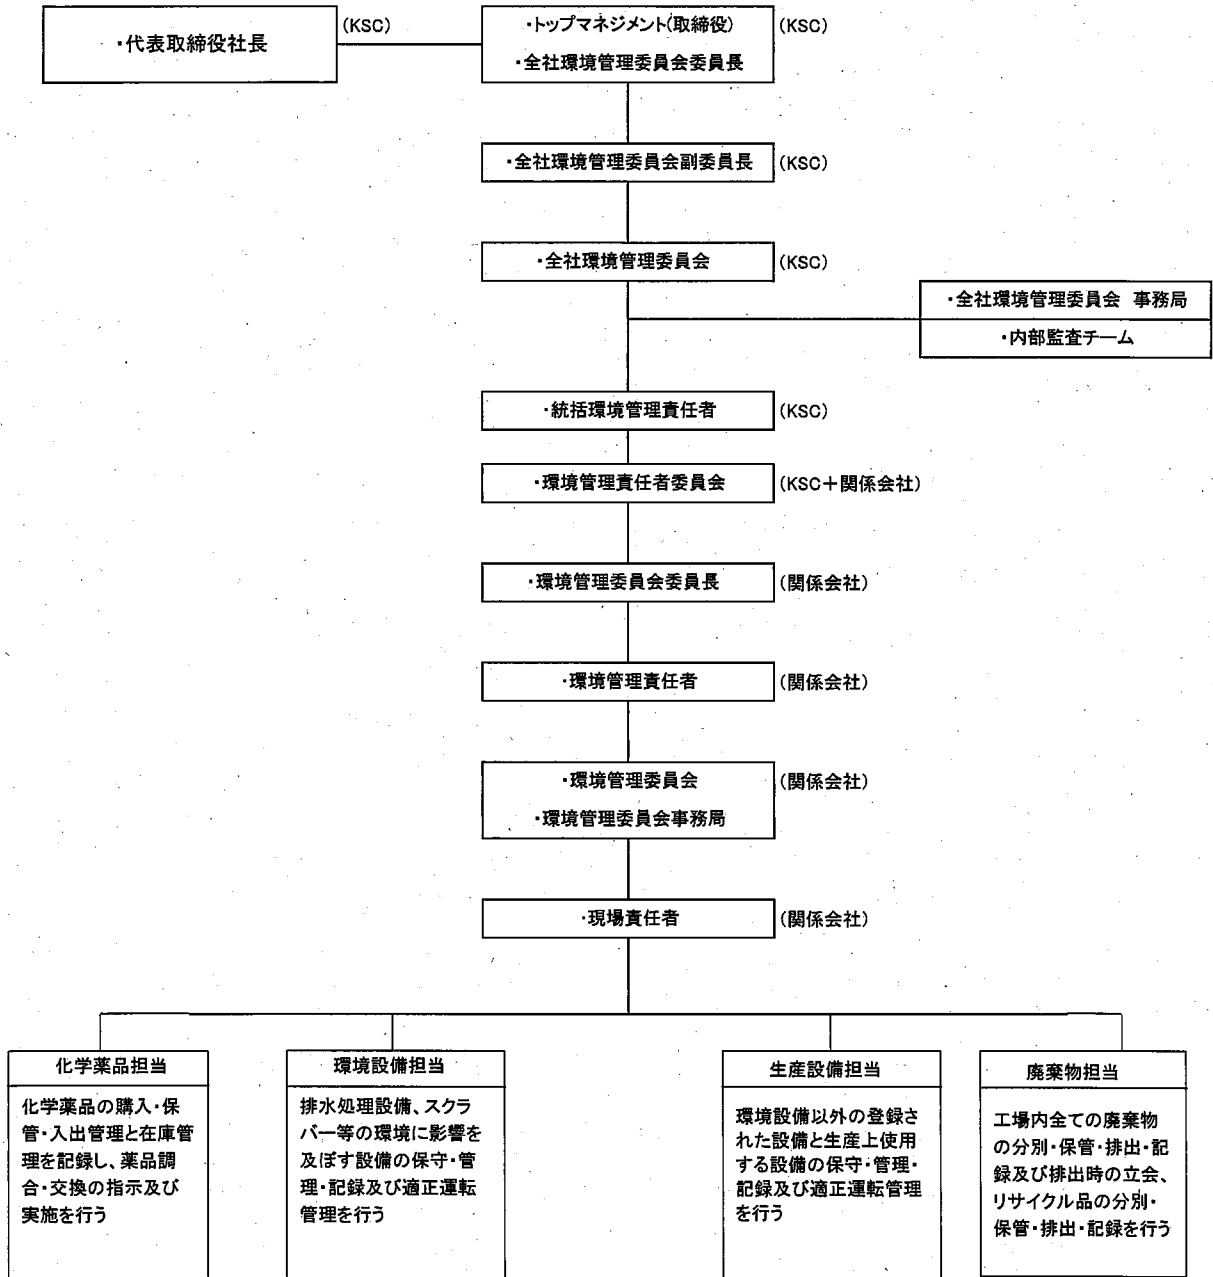 ・代表取締役社長
(KSC)
・トップマネジメント(取締役)
・全社環境管理委員会委員長
(KSC)
・全社環境管理委員会副委員長
(KSC)
・全社環境管理委員会
(KSC)
・全社環境管理委員会 事務局
・内部監査チーム
・統括環境管理責任者
(KSC)
・環境管理責任者委員会
(KSC+関係会社)
・環境管理委員会委員長
(関係会社)
・環境管理責任者
(関係会社)
・環境管理委員会
・環境管理委員会事務局
(関係会社)
・現場責任者
(関係会社)
化学薬品担当
化学薬品の購入・保
管・入出管理と在庫管
理を記録し、薬品調
合・交換の指示及び
実施を行う
環境設備担当
排水処理設備、スクラ
バー等の環境に影響を
及ぼす設備の保守・管
理・記録及び適正運転
管理を行う
生産設備担当
環境設備以外の登録さ
れた設備と生産上使用
する設備の保守・管理・
記録及び適正運転管理
を行う
廃棄物担当
工場内全ての廃棄物
の分別・保管・排出・記
録及び排出時の立会、
リサイクル品の分別・
保管・排出・記録を行う